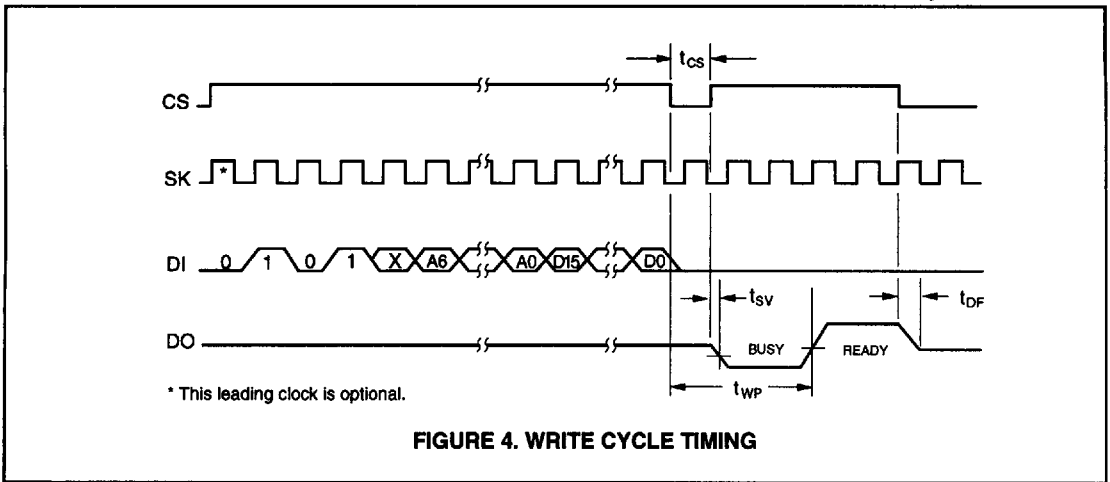 tCS
CS
SK *
DI 0 1 0 1 X A6 A0 D15 D0
tSV tDF
DO BUSY READY
tWP
* This leading clock is optional.
FIGURE 4. WRITE CYCLE TIMING